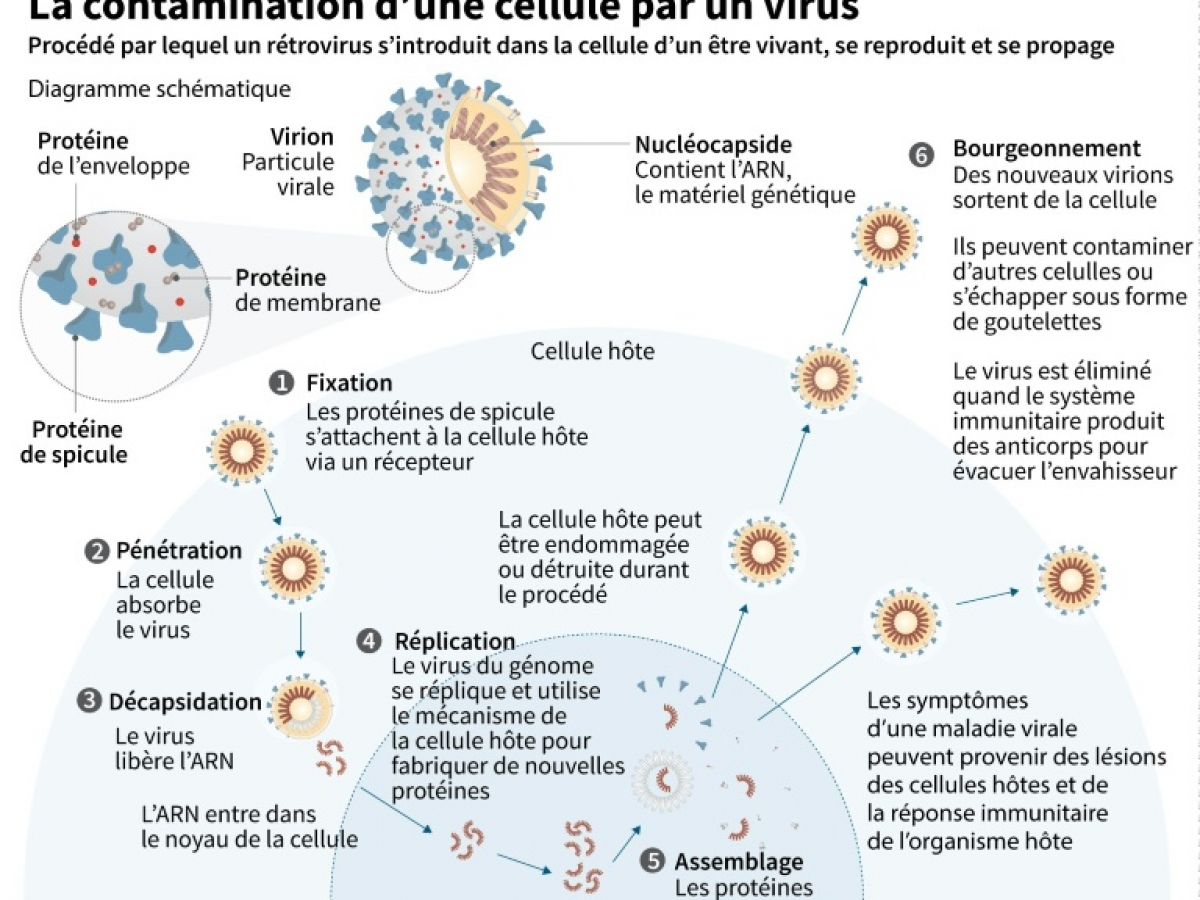 La contamination d'une cellule par un virus
Procédé par lequel un rétrovirus s'introduit dans la cellule d'un être vivant, se reproduit et se propage
Diagramme schématique
Protéine
de l'enveloppe
Virion
Particule
virale
Nucléocapside
Contient l'ARN,
le matériel génétique
Protéine
de membrane
Protéine
de spicule
Cellule hôte
1 Fixation
Les protéines de spicule
s'attachent à la cellule hôte
via un récepteur
2 Pénétration
La cellule
absorbe
le virus
3 Décapsidation
Le virus
libère l'ARN
L'ARN entre dans
le noyau de la cellule
4 Réplication
Le virus du génome
se réplique et utilise
le mécanisme de
la cellule hôte pour
fabriquer de nouvelles
protéines
La cellule hôte peut
être endommagée
ou détruite durant
le procédé
5 Assemblage
Les protéines
6 Bourgeonnement
Des nouveaux virions
sortent de la cellule
Ils peuvent contaminer
d'autres celulles ou
s'échapper sous forme
de goutelettes
Le virus est éliminé
quand le système
immunitaire produit
des anticorps pour
évacuer l'envahisseur
Les symptômes
d'une maladie virale
peuvent provenir des lésions
des cellules hôtes et de
la réponse immunitaire
de l'organisme hôte